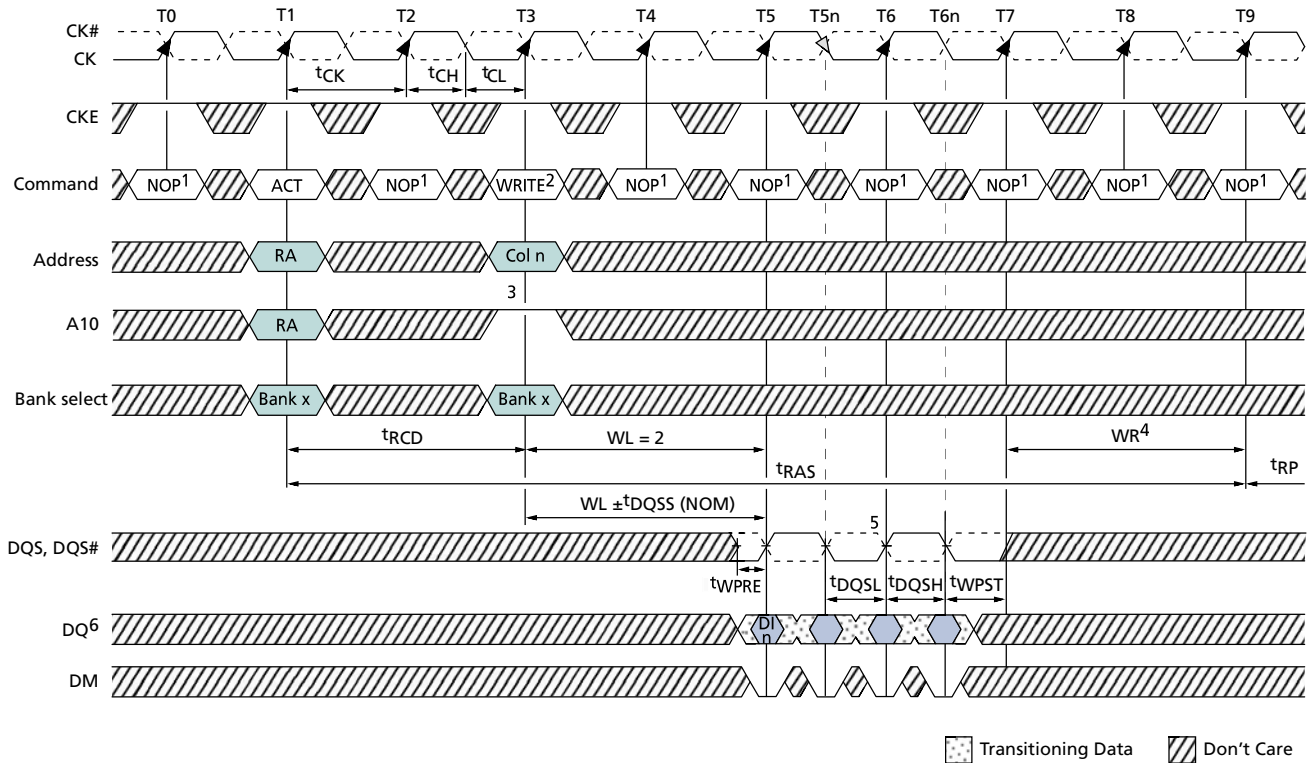 T0 T1 T2 T3 T4 T5 T5n T6 T6n T7 T8 T9
CK#
CK
tCK tCH tCL
CKE
Command NOP1 ACT NOP1 WRITE2 NOP1 NOP1 NOP1 NOP1 NOP1 NOP1
Address RA Col n
3
A10 RA
Bank select Bank x Bank x
tRCD WL = 2 WR4
tRAS tRP
WL ±tDQSS (NOM)
5
DQS, DQS#
tWPRE tDQSL tDQSH tWPST
DQ6 DI n
DM
Transitioning Data Don't Care